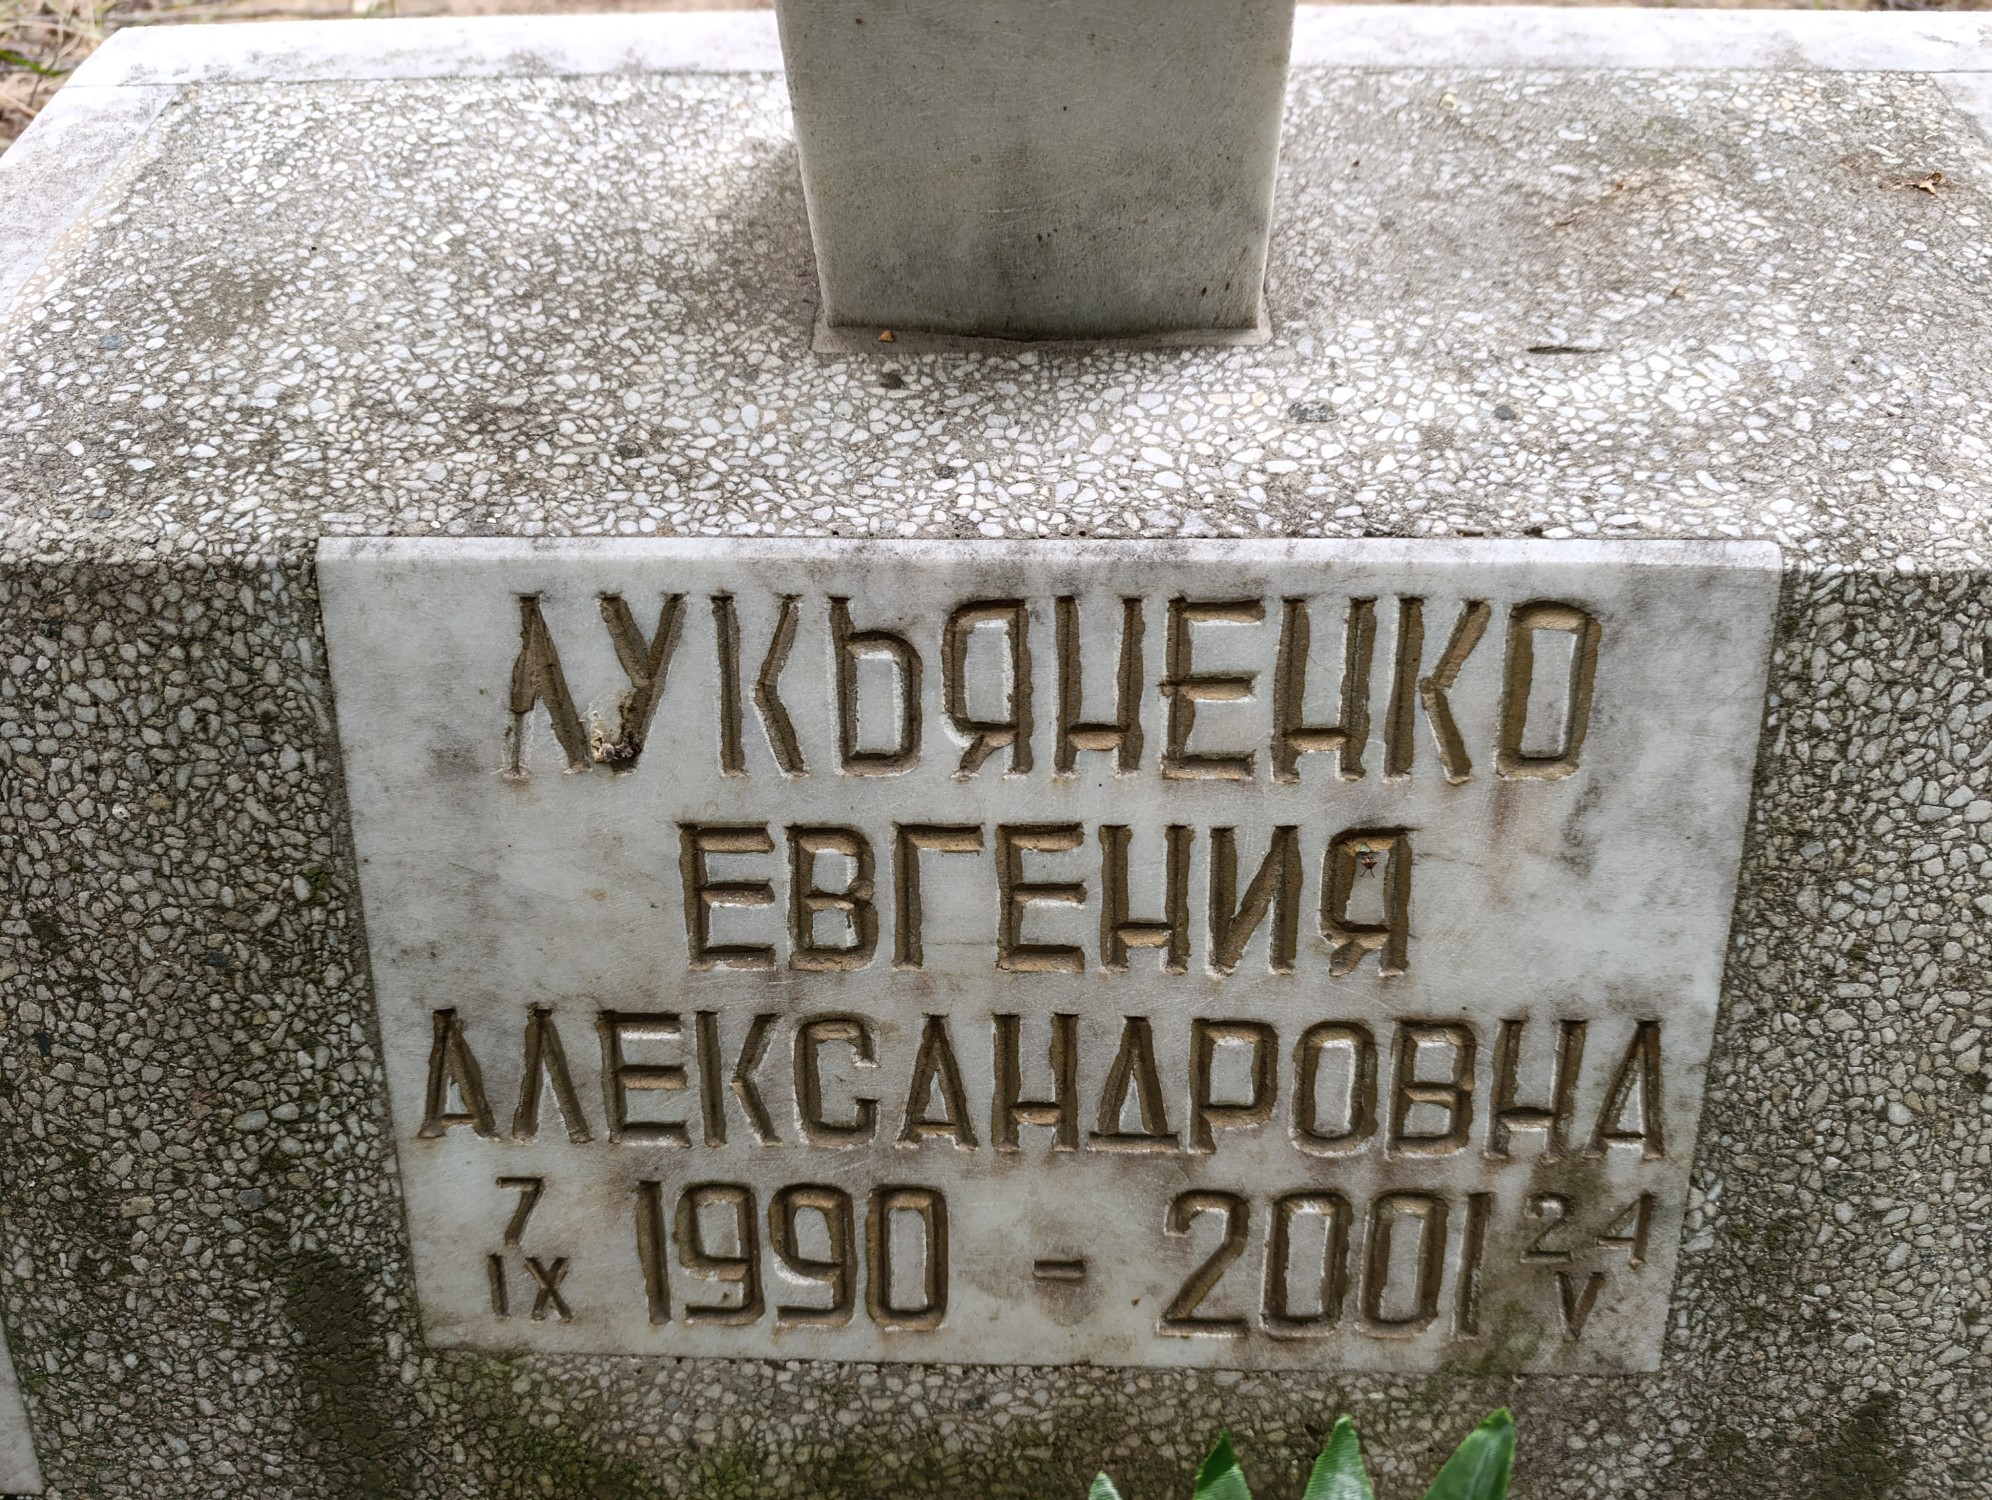 ЛУКЬЯНЕНКО
ЕВГЕНИЯ
АЛЕКСАНДРОВНА
7 IX 1990 - 2001 24 V